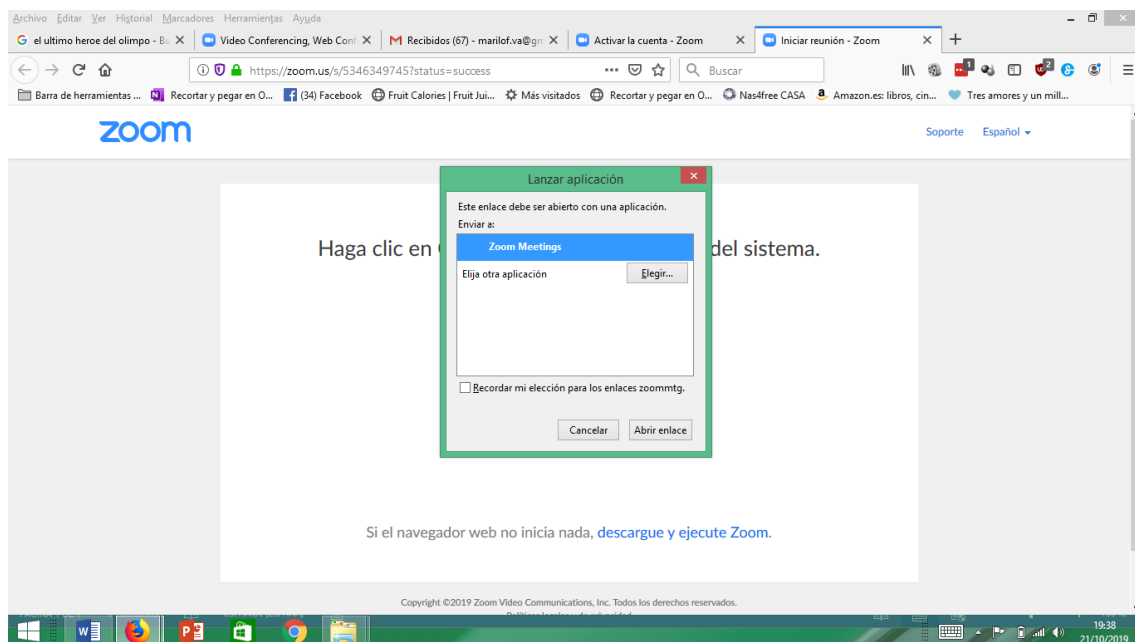 Archivo Editar Ver Historial Marcadores Herramientas Ayuda
el ultimo heroe del olimpo - Bu
Video Conferencing, Web Conf
Recibidos (67) - marilof.va@gm
Activar la cuenta - Zoom
Iniciar reunión - Zoom
https://zoom.us/s/5346349745?status=success
Buscar
Barra de herramientas ...
Recortar y pegar en O...
(34) Facebook
Fruit Calories | Fruit Jui...
Más visitados
Recortar y pegar en O...
Nas4free CASA
Amazon.es: libros, cin...
Tres amores y un mill...
zoom
Soporte
Español
Lanzar aplicación
Este enlace debe ser abierto con una aplicación.
Enviar a:
Haga clic en
del sistema.
Zoom Meetings
Elija otra aplicación
Elegir...
Recordar mi elección para los enlaces zoommtg.
Cancelar
Abrir enlace
Si el navegador web no inicia nada, descargue y ejecute Zoom.
Copyright ©2019 Zoom Video Communications, Inc. Todos los derechos reservados.
19:38
21/10/2019